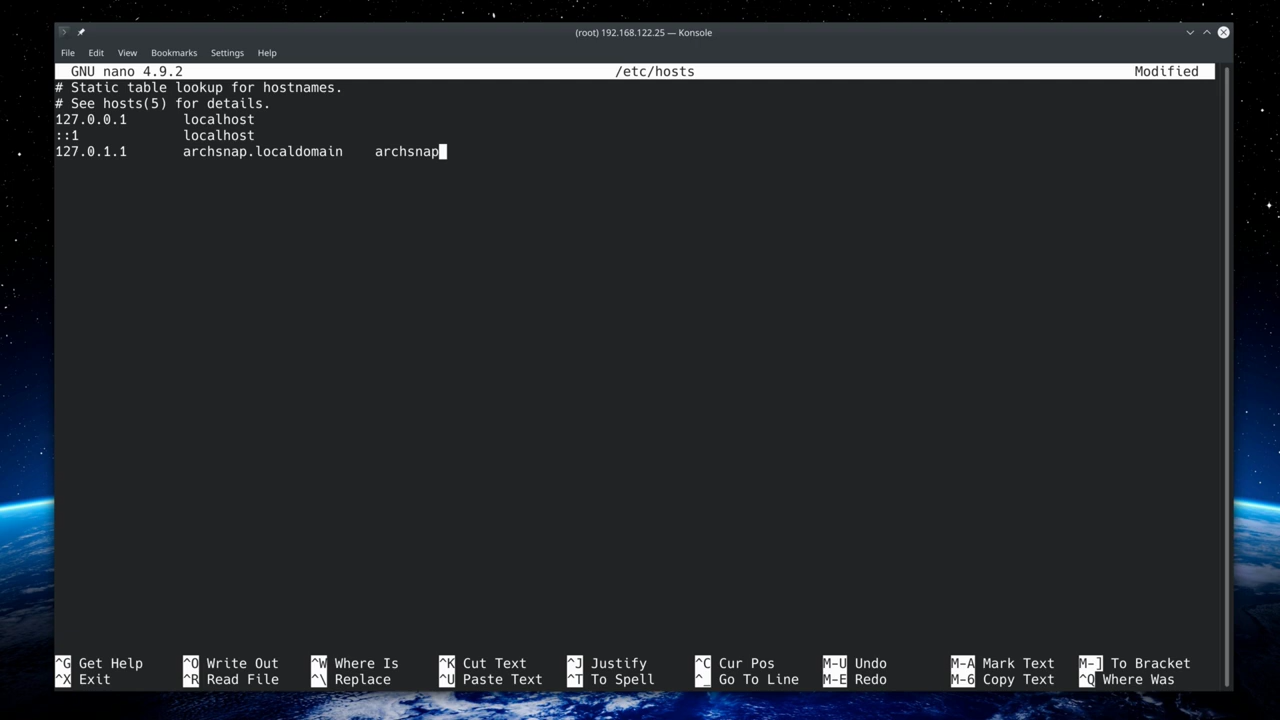 (root) 192.168.122.25 — Konsole
File Edit View Bookmarks Settings Help
GNU nano 4.9.2 /etc/hosts Modified
# Static table lookup for hostnames.
# See hosts(5) for details.
127.0.0.1 localhost
::1 localhost
127.0.1.1 archsnap.localdomain archsnap
^G Get Help ^O Write Out ^W Where Is ^K Cut Text ^J Justify ^C Cur Pos M-U Undo M-A Mark Text M-] To Bracket
^X Exit ^R Read File ^\ Replace ^U Paste Text ^T To Spell ^_ Go To Line M-E Redo M-6 Copy Text ^Q Where Was